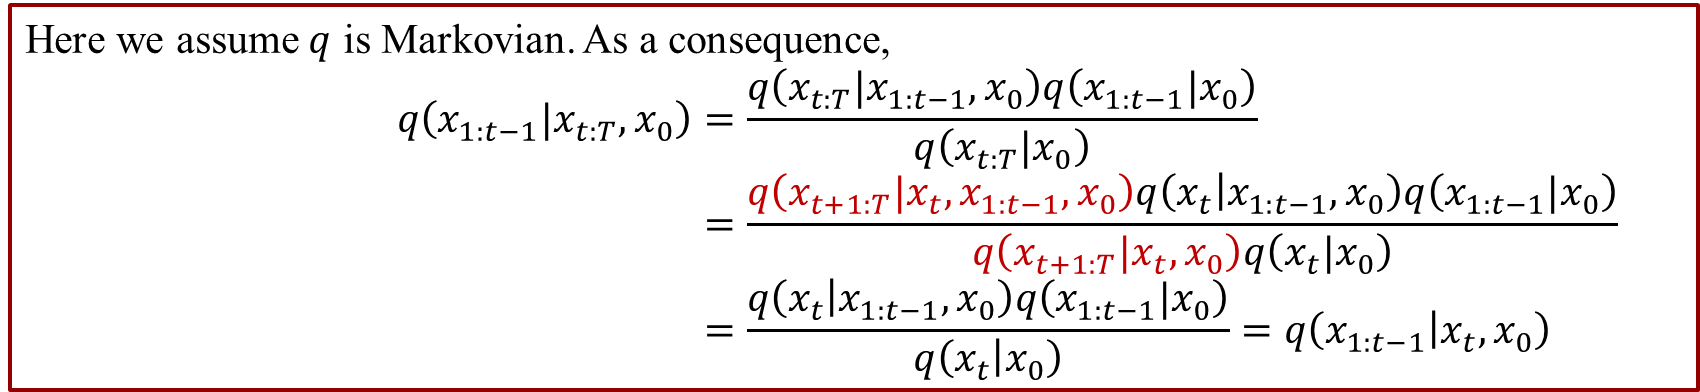 Here we assume q is Markovian. As a consequence,
q(x_{1:t−1}|x_{t:T}, x_0) = \frac{q(x_{t:T}|x_{1:t−1}, x_0)q(x_{1:t−1}|x_0)}{q(x_{t:T}|x_0)}
= \frac{q(x_{t+1:T}|x_t, x_{1:t−1}, x_0)q(x_t|x_{1:t−1}, x_0)q(x_{1:t−1}|x_0)}{q(x_{t+1:T}|x_t, x_0)q(x_t|x_0)}
= \frac{q(x_t|x_{1:t−1}, x_0)q(x_{1:t−1}|x_0)}{q(x_t|x_0)} = q(x_{1:t−1}|x_t, x_0)